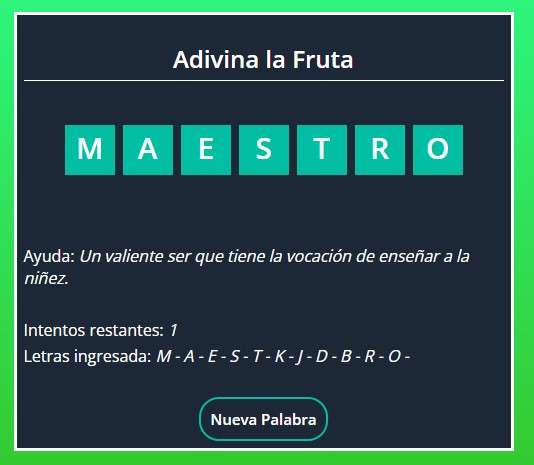 Adivina la Fruta
M A E S T R O
Ayuda: Un valiente ser que tiene la vocación de enseñar a la
niñez.
Intentos restantes: 1
Letras ingresada: M - A - E - S - T - K - J - D - B - R - O -
Nueva Palabra